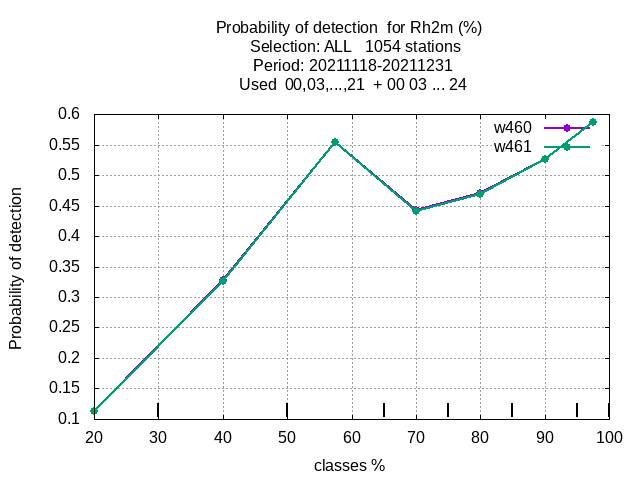 Probability of detection  for Rh2m (%)
Selection: ALL   1054 stations
Period: 20211118-20211231
Used  00,03,...,21  + 00 03 ... 24
w460
w461
Probability of detection
0.6
0.55
0.5
0.45
0.4
0.35
0.3
0.25
0.2
0.15
0.1
20 30 40 50 60 70 80 90 100
classes %